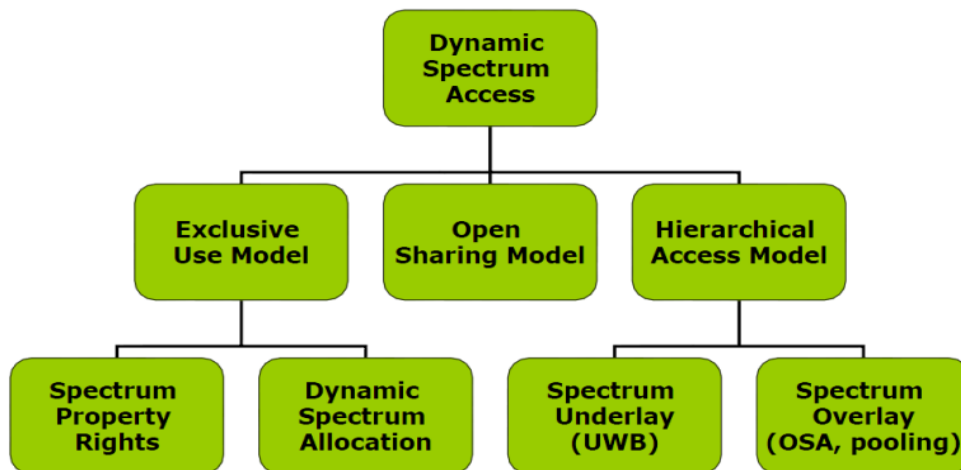 Dynamic
Spectrum
Access
Exclusive
Use Model
Open
Sharing Model
Hierarchical
Access Model
Spectrum
Property
Rights
Dynamic
Spectrum
Allocation
Spectrum
Underlay
(UWB)
Spectrum
Overlay
(OSA, pooling)